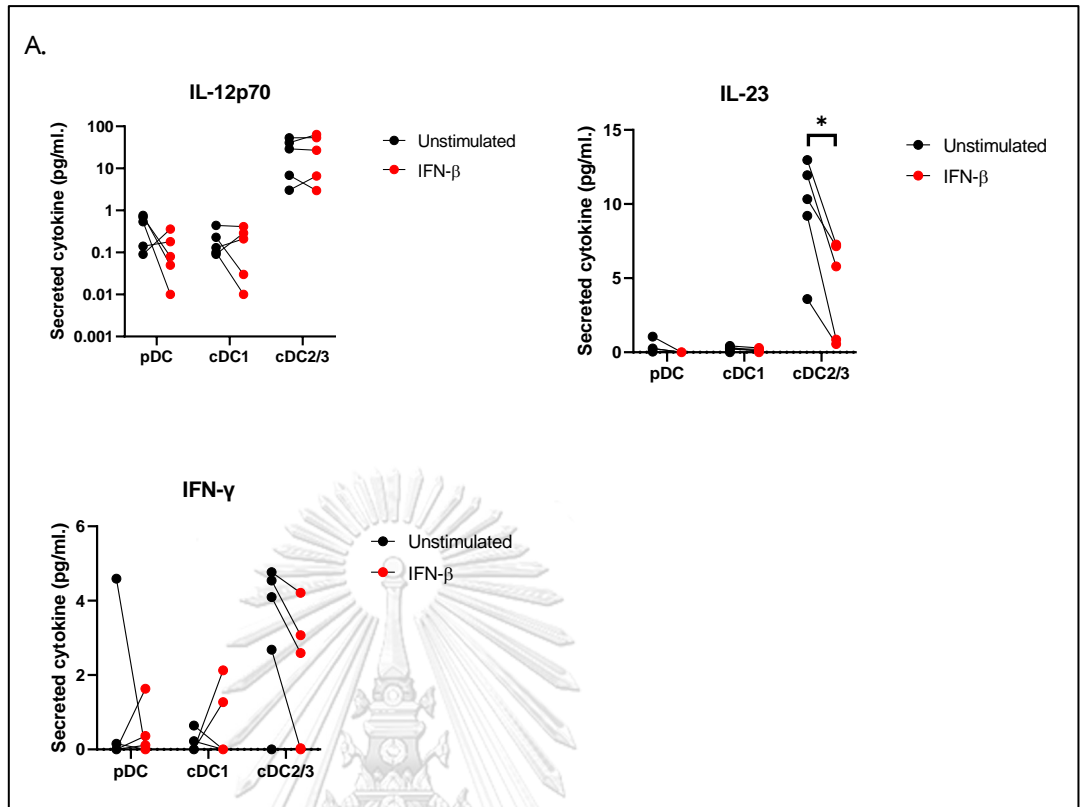 A.
IL-12p70
Secreted cytokine (pg/ml.)
100
10
1
0.1
0.01
0.001
pDC cDC1 cDC2/3
Unstimulated
IFN-β
IL-23
Secreted cytokine (pg/ml.)
15
10
5
0
pDC cDC1 cDC2/3
*
Unstimulated
IFN-β
IFN-γ
Secreted cytokine (pg/ml.)
6
4
2
0
pDC cDC1 cDC2/3
Unstimulated
IFN-β